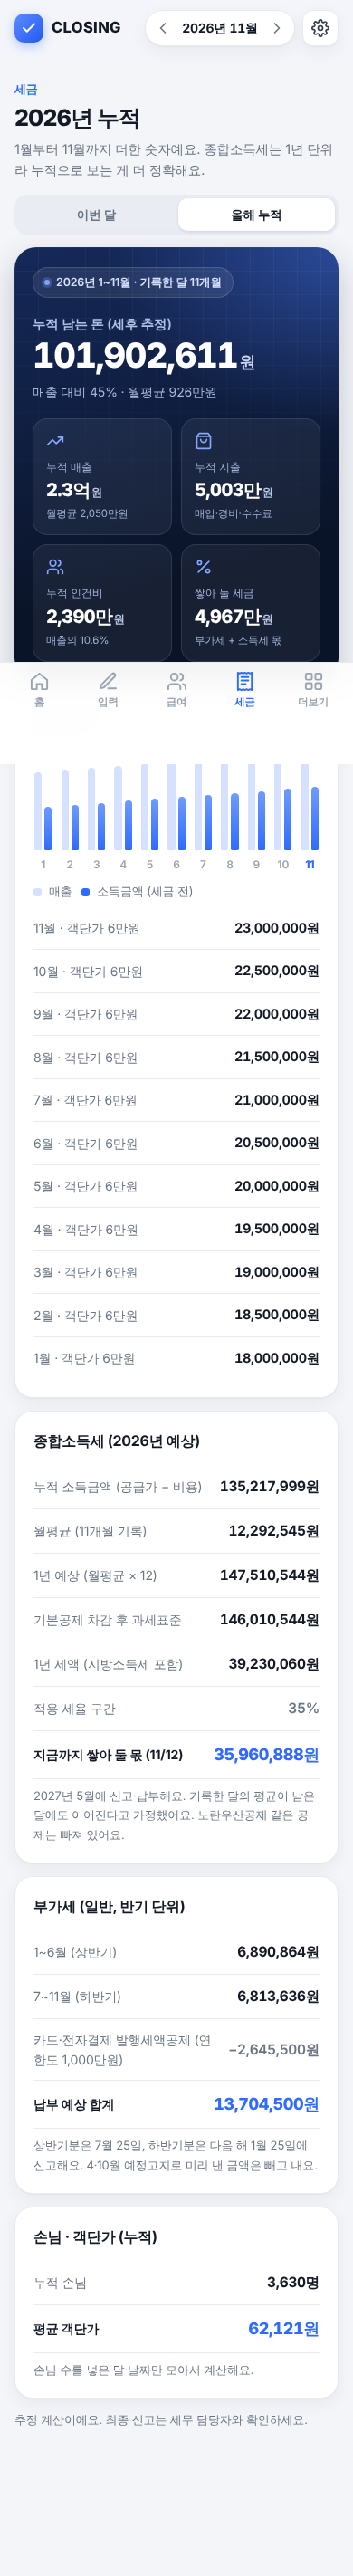 CLOSING
2026년 11월
세금
2026년 누적
1월부터 11월까지 더한 숫자예요. 종합소득세는 1년 단위
라 누적으로 보는 게 더 정확해요.
이번 달
올해 누적
2026년 1~11월 · 기록한 달 11개월
누적 남는 돈 (세후 추정)
101,902,611원
매출 대비 45% · 월평균 926만원
누적 매출
2.3억원
월평균 2,050만원
누적 지출
5,003만원
매입·경비·수수료
누적 인건비
2,390만원
매출의 10.6%
쌓아 둘 세금
4,967만원
부가세 + 소득세 몫
홈
입력
급여
세금
더보기
1 2 3 4 5 6 7 8 9 10 11
매출 소득금액 (세금 전)
11월 · 객단가 6만원 23,000,000원
10월 · 객단가 6만원 22,500,000원
9월 · 객단가 6만원 22,000,000원
8월 · 객단가 6만원 21,500,000원
7월 · 객단가 6만원 21,000,000원
6월 · 객단가 6만원 20,500,000원
5월 · 객단가 6만원 20,000,000원
4월 · 객단가 6만원 19,500,000원
3월 · 객단가 6만원 19,000,000원
2월 · 객단가 6만원 18,500,000원
1월 · 객단가 6만원 18,000,000원
종합소득세 (2026년 예상)
누적 소득금액 (공급가 − 비용) 135,217,999원
월평균 (11개월 기록) 12,292,545원
1년 예상 (월평균 × 12) 147,510,544원
기본공제 차감 후 과세표준 146,010,544원
1년 세액 (지방소득세 포함) 39,230,060원
적용 세율 구간 35%
지금까지 쌓아 둘 몫 (11/12) 35,960,888원
2027년 5월에 신고·납부해요. 기록한 달의 평균이 남은
달에도 이어진다고 가정했어요. 노란우산공제 같은 공
제는 빠져 있어요.
부가세 (일반, 반기 단위)
1~6월 (상반기) 6,890,864원
7~11월 (하반기) 6,813,636원
카드·전자결제 발행세액공제 (연
한도 1,000만원) −2,645,500원
납부 예상 합계 13,704,500원
상반기분은 7월 25일, 하반기분은 다음 해 1월 25일에
신고해요. 4·10월 예정고지로 미리 낸 금액은 빼고 내요.
손님 · 객단가 (누적)
누적 손님 3,630명
평균 객단가 62,121원
손님 수를 넣은 달·날짜만 모아서 계산해요.
추정 계산이에요. 최종 신고는 세무 담당자와 확인하세요.